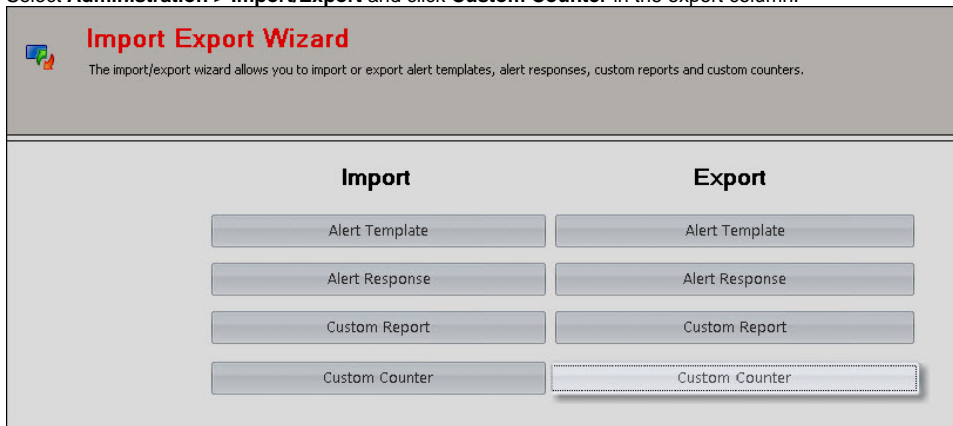 Select Administration > Import/Export and click Custom Counter in the export column.
Import Export Wizard
The import/export wizard allows you to import or export alert templates, alert responses, custom reports and custom counters.
Import Export
Alert Template Alert Template
Alert Response Alert Response
Custom Report Custom Report
Custom Counter Custom Counter